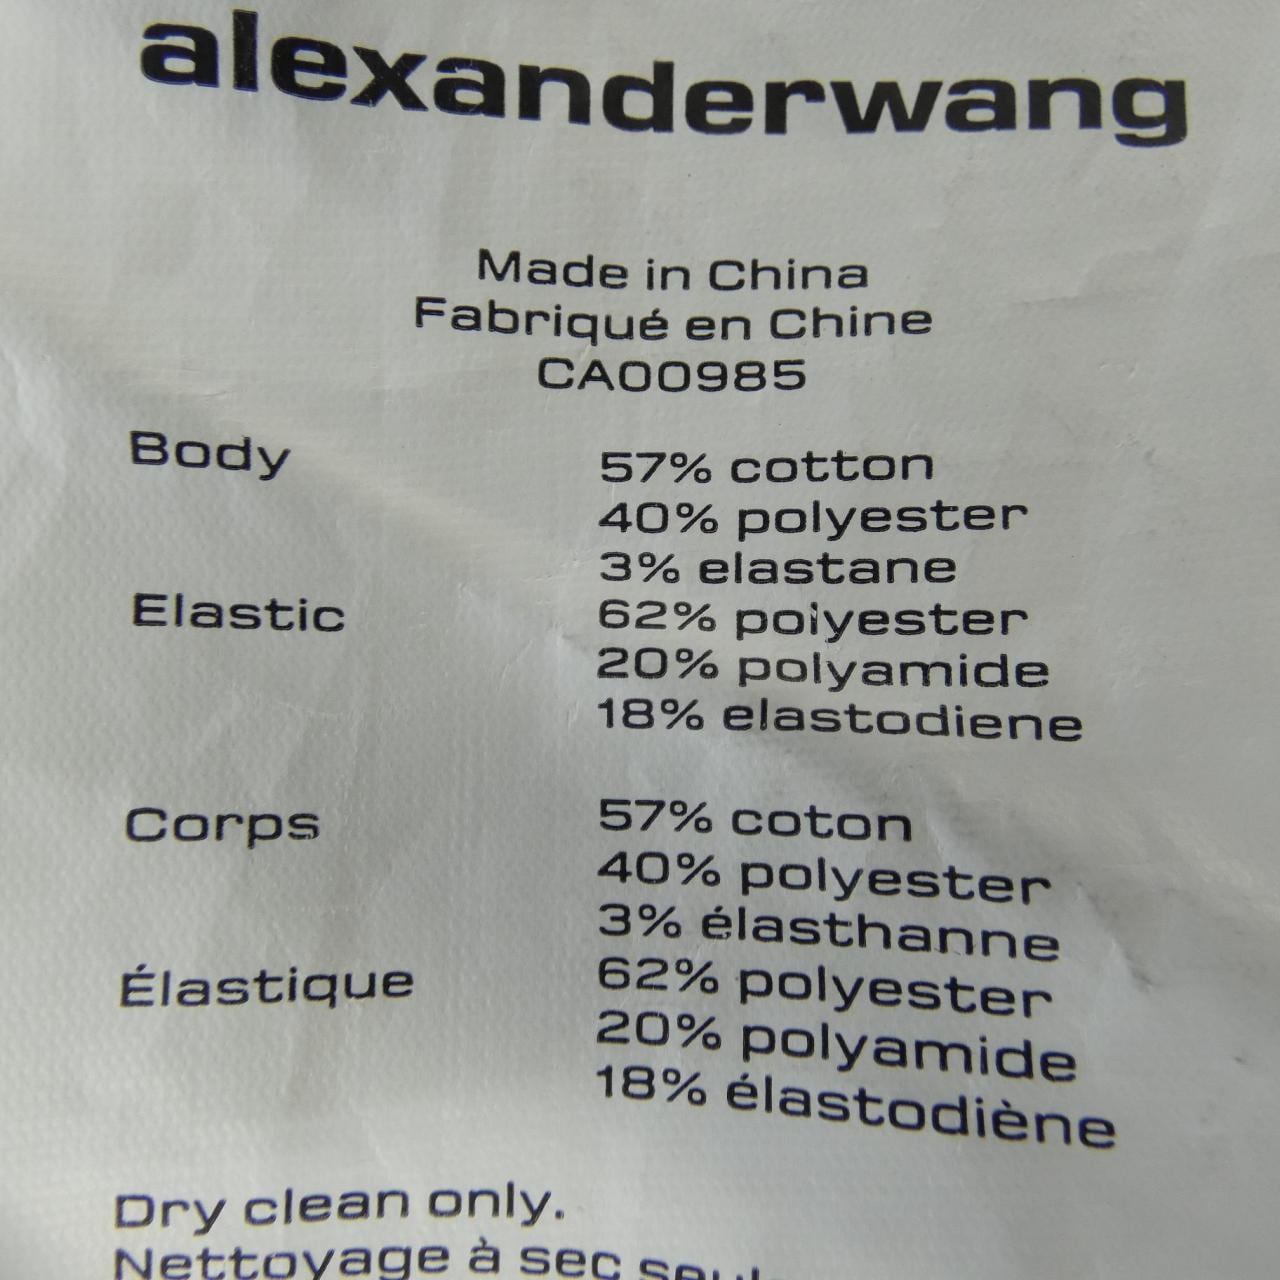 alexanderwang
Made in China
Fabriqué en Chine
CA00985
Body 57% cotton
40% polyester
3% elastane
Elastic 62% polyester
20% polyamide
18% elastodiene
Corps 57% coton
40% polyester
3% élasthanne
Élastique 62% polyester
20% polyamide
18% élastodiène
Dry clean only.
Nettoyage à sec